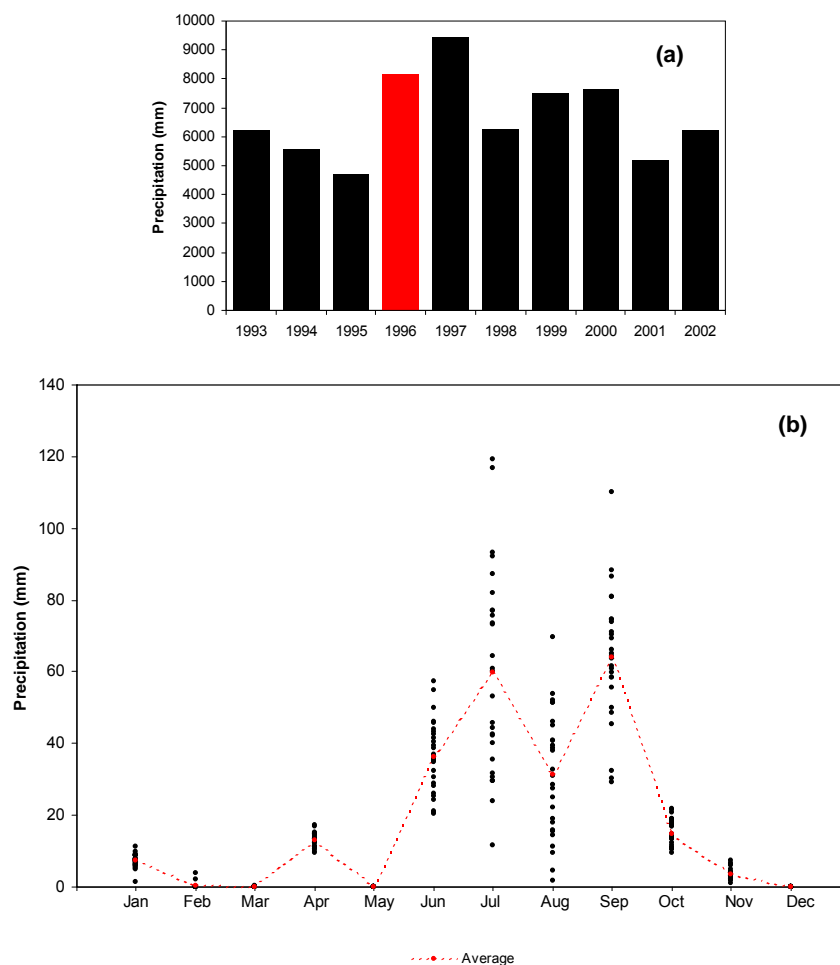 10000
(a)
9000
8000
7000
6000
5000
4000
3000
2000
1000
0
Precipitation (mm)
1993 1994 1995 1996 1997 1998 1999 2000 2001 2002
140
(b)
120
100
80
60
40
20
0
Precipitation (mm)
Jan Feb Mar Apr May Jun Jul Aug Sep Oct Nov Dec
Average